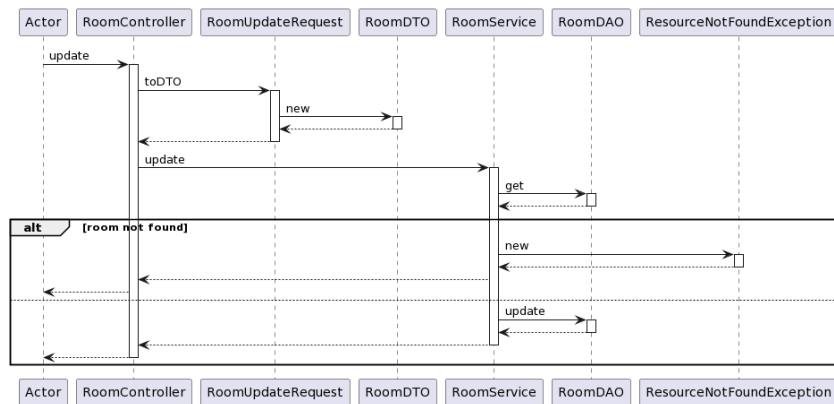 Actor RoomController RoomUpdateRequest RoomDTO RoomService RoomDAO ResourceNotFoundException
update
toDTO
new
update
get
alt [room not found]
new
update
Actor RoomController RoomUpdateRequest RoomDTO RoomService RoomDAO ResourceNotFoundException